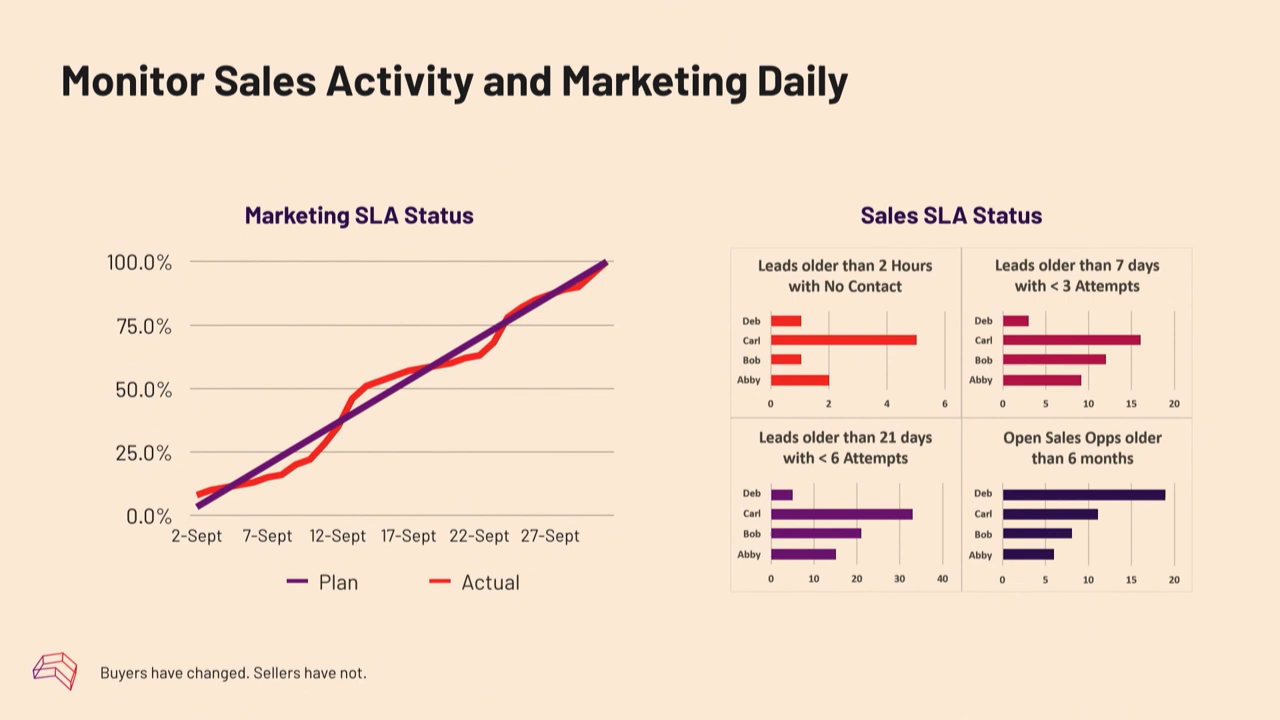 Monitor Sales Activity and Marketing Daily
Marketing SLA Status
100.0%
75.0%
50.0%
25.0%
0.0%
2-Sept 7-Sept 12-Sept 17-Sept 22-Sept 27-Sept
Plan Actual
Sales SLA Status
Leads older than 2 Hours
with No Contact
Deb
Carl
Bob
Abby
0 2 4 6
Leads older than 7 days
with < 3 Attempts
Deb
Carl
Bob
Abby
0 5 10 15 20
Leads older than 21 days
with < 6 Attempts
Deb
Carl
Bob
Abby
0 10 20 30 40
Open Sales Opps older
than 6 months
Deb
Carl
Bob
Abby
0 5 10 15 20
Buyers have changed. Sellers have not.